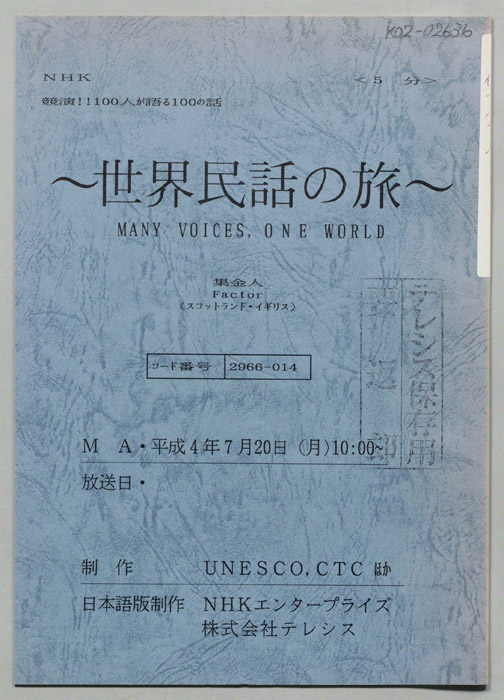 K02-02636
NHK <5 分>
競演!!100人が語る100の話
～世界民話の旅～
MANY VOICES, ONE WORLD
集金人
Factor
(スコットランド・イギリス)
コード番号 2966-014
テレシス保存用
M A・平成4年7月20日 (月)10:00~
放送日・
制 作 UNESCO, CTC ほか
日本語版制作 NHKエンタープライズ
株式会社テレシス